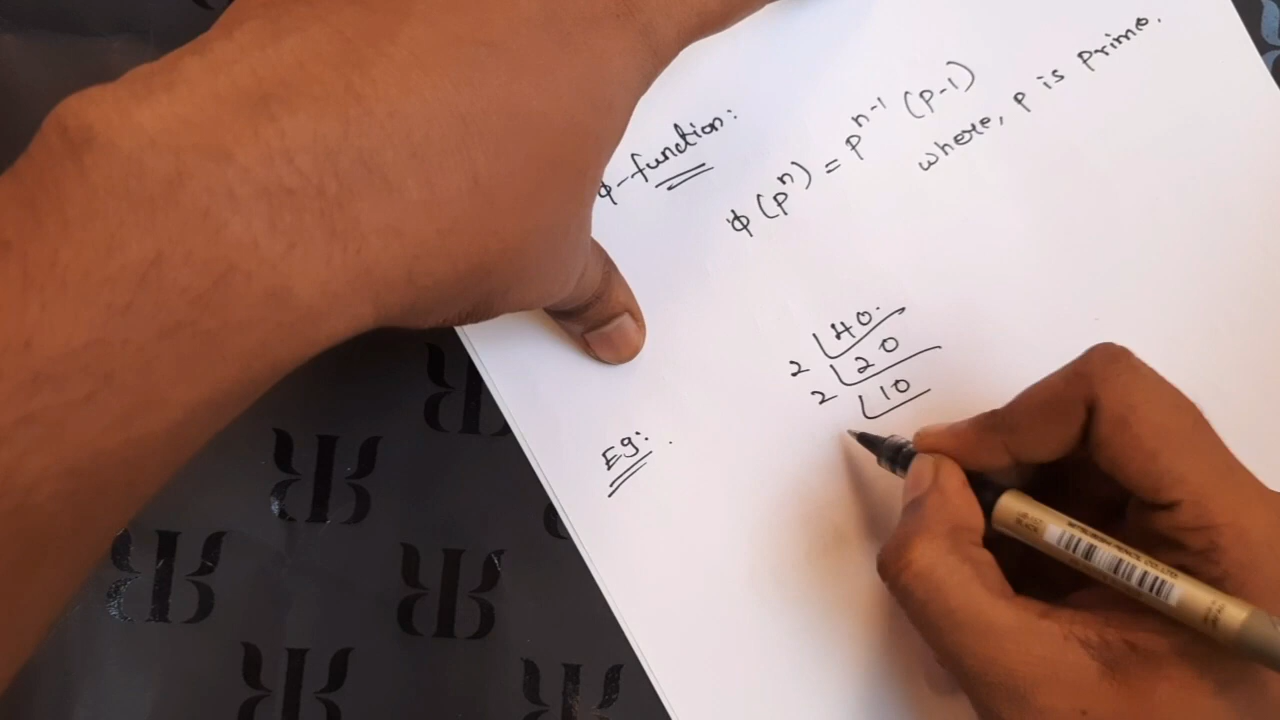 φ-function:
φ(pⁿ) = pⁿ⁻¹ (p-1)
where, p is prime.
2 40.
2 20
10
Eg: